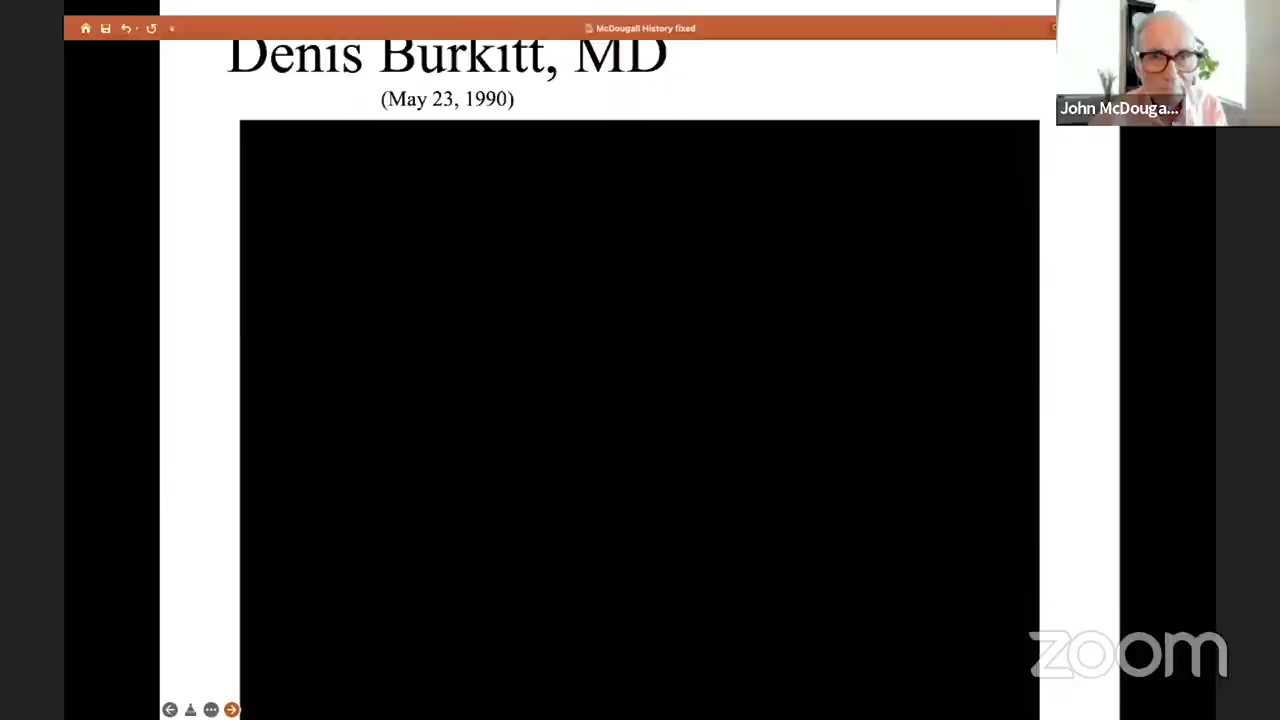 McDougall History fixed
Denis Burkitt, MD
(May 23, 1990)
John McDouga...
zoom